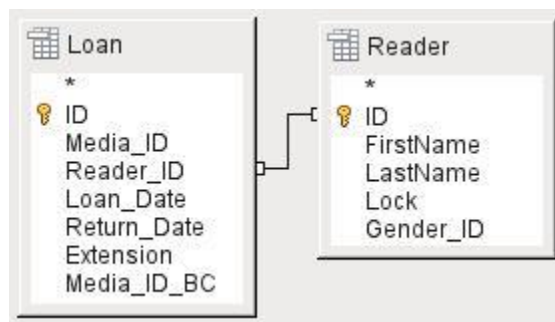 Loan
*
ID
Media_ID
Reader_ID
Loan_Date
Return_Date
Extension
Media_ID_BC
Reader
*
ID
FirstName
LastName
Lock
Gender_ID